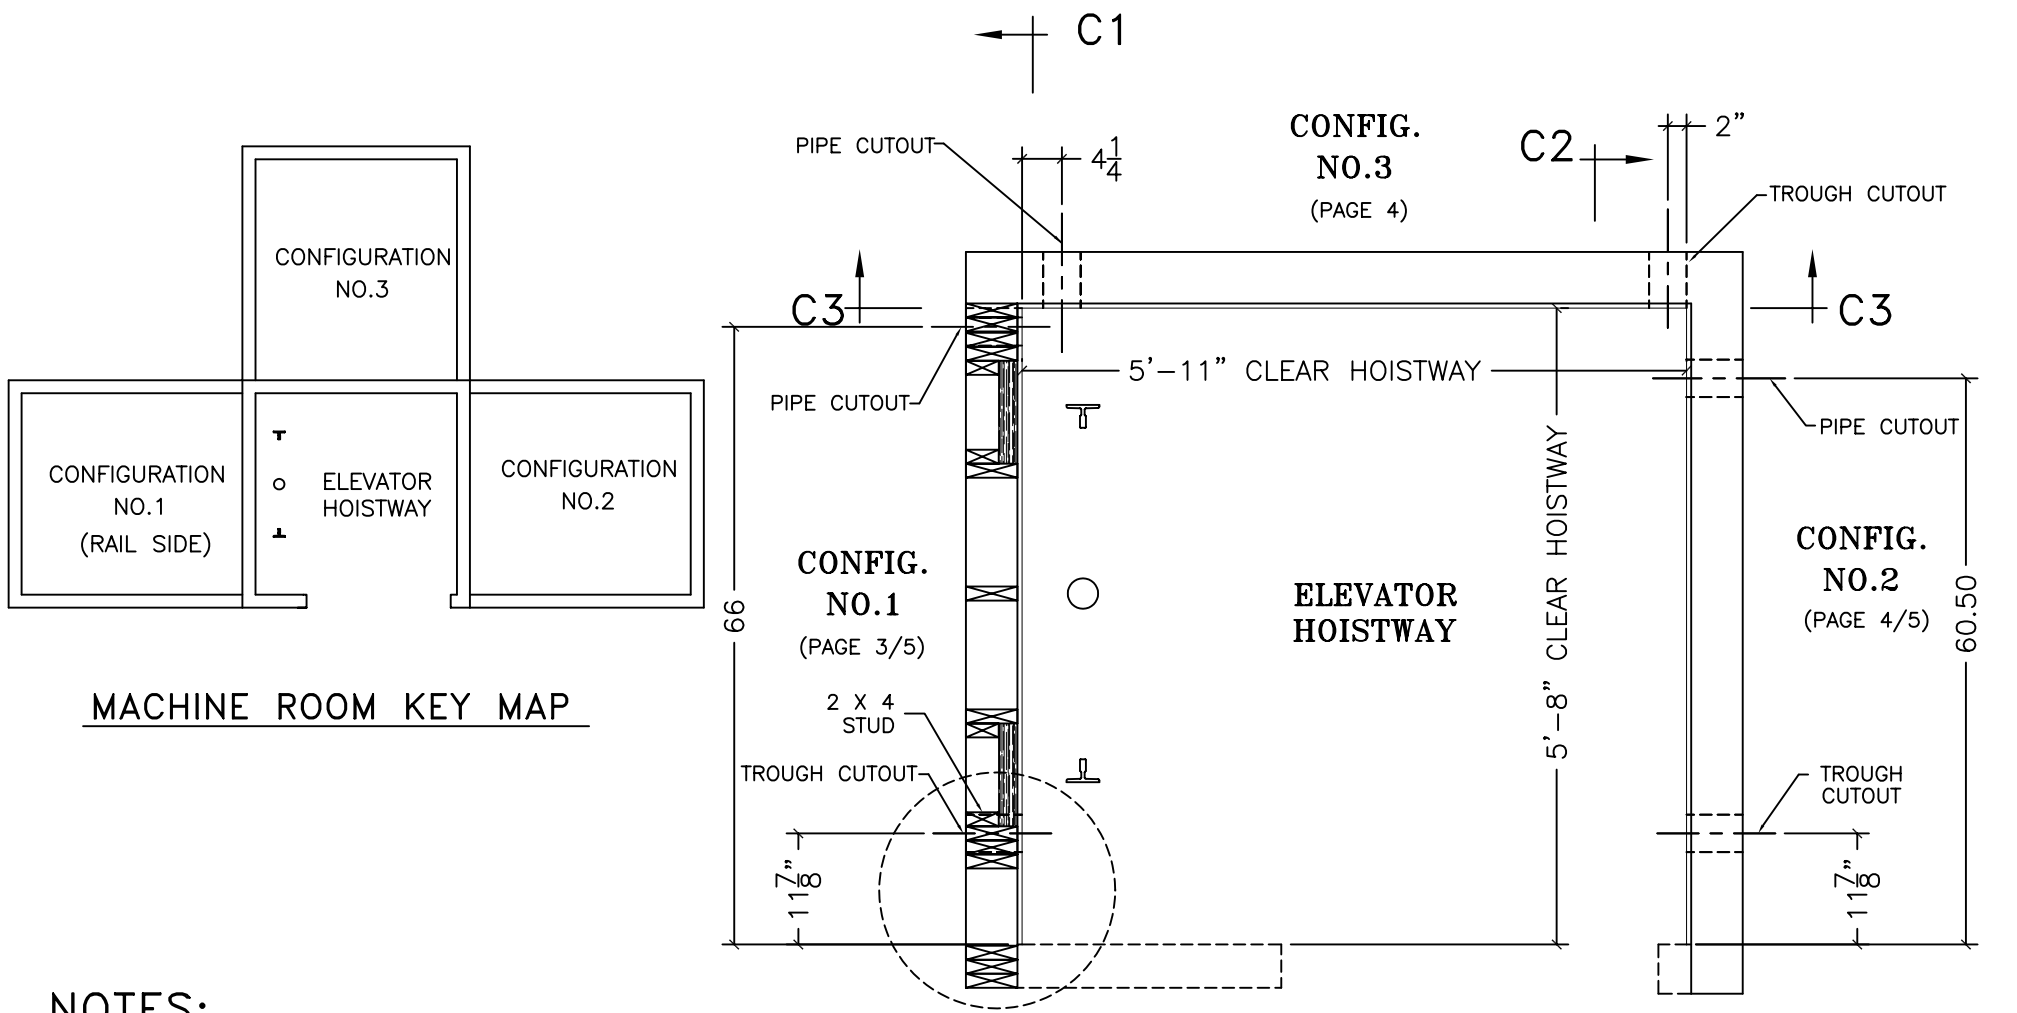 C1
CONFIG.
NO.3
(PAGE 4)
C2
2”
PIPE CUTOUT
4 1/4
TROUGH CUTOUT
CONFIGURATION
NO.3
C3
C3
5’-11” CLEAR HOISTWAY
PIPE CUTOUT
PIPE CUTOUT
CONFIGURATION
NO.1
(RAIL SIDE)
ELEVATOR
HOISTWAY
CONFIGURATION
NO.2
5’-8” CLEAR HOISTWAY
CONFIG.
NO.1
(PAGE 3/5)
66
ELEVATOR
HOISTWAY
CONFIG.
NO.2
(PAGE 4/5)
60.50
MACHINE ROOM KEY MAP
2 X 4
STUD
TROUGH CUTOUT
TROUGH
CUTOUT
11 7/8”
11 7/8”
NOTES: